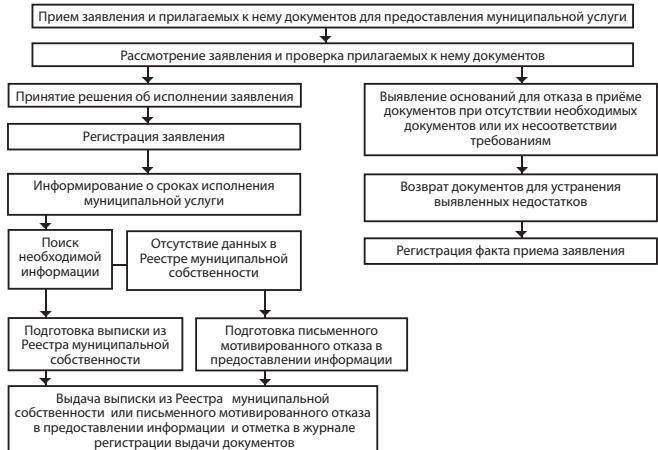 Прием заявления и прилагаемых к нему документов для предоставления муниципальной услуги
Рассмотрение заявления и проверка прилагаемых к нему документов
Принятие решения об исполнении заявления
Регистрация заявления
Информирование о сроках исполнения
муниципальной услуги
Поиск
необходимой
информации
Отсутствие данных в
Реестре муниципальной
собственности
Подготовка выписки из
Реестра муниципальной
собственности
Подготовка письменного
мотивированного отказа в
предоставлении информации
Выдача выписки из Реестра муниципальной
собственности или письменного мотивированного отказа
в предоставлении информации и отметка в журнале
регистрации выдачи документов
Выявление оснований для отказа в приёме
документов при отсутствии необходимых
документов или их несоответствии
требованиям
Возврат документов для устранения
выявленных недостатков
Регистрация факта приема заявления